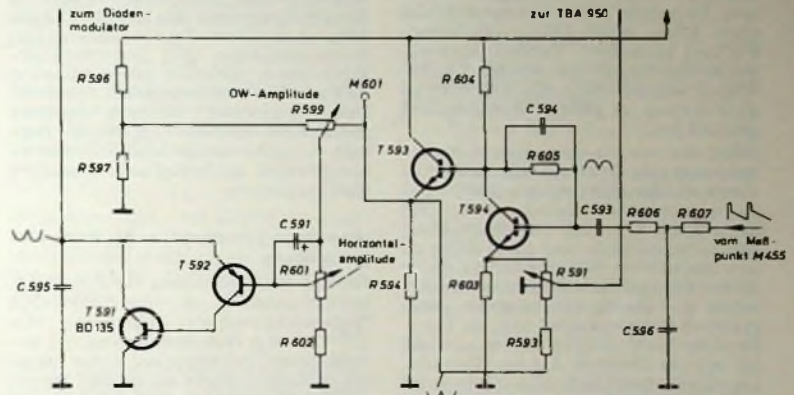 zum Dioden-
modulator
zur TBA 950
R 596
OW-Amplitude
M 601
R 599
R 604
C 594
R 597
T 593
R 605
T 594
C 593
R 606
R 607
vom Meß-
punkt M455
C 591
Horizontal-
amplitude
T 592
R 601
R 594
R 603
R 591
C 595
T 591
BD 135
R 602
R 593
C 596